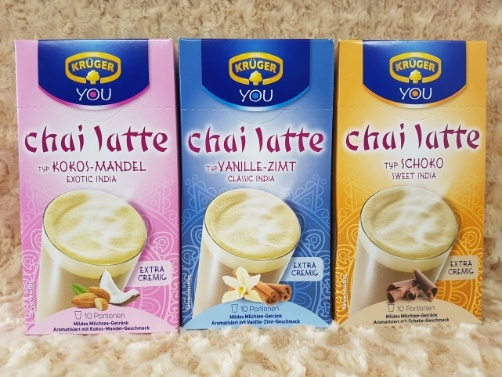 KRÜGER
YOU
chai latte
TYP KOKOS-MANDEL
EXOTIC INDIA
EXTRA
CREMIG
10 Portionen
Mildes Milchtee-Getränk
Aromatisiert mit Kokos-Mandel-Geschmack
KRÜGER
YOU
chai latte
TYP VANILLE-ZIMT
CLASSIC INDIA
EXTRA
CREMIG
10 Portionen
Mildes Milchtee-Getränk
Aromatisiert mit Vanille-Zimt-Geschmack
KRÜGER
YOU
chai latte
TYP SCHOKO
SWEET INDIA
EXTRA
CREMIG
10 Portionen
Mildes Milchtee-Getränk
Aromatisiert mit Schoko-Geschmack